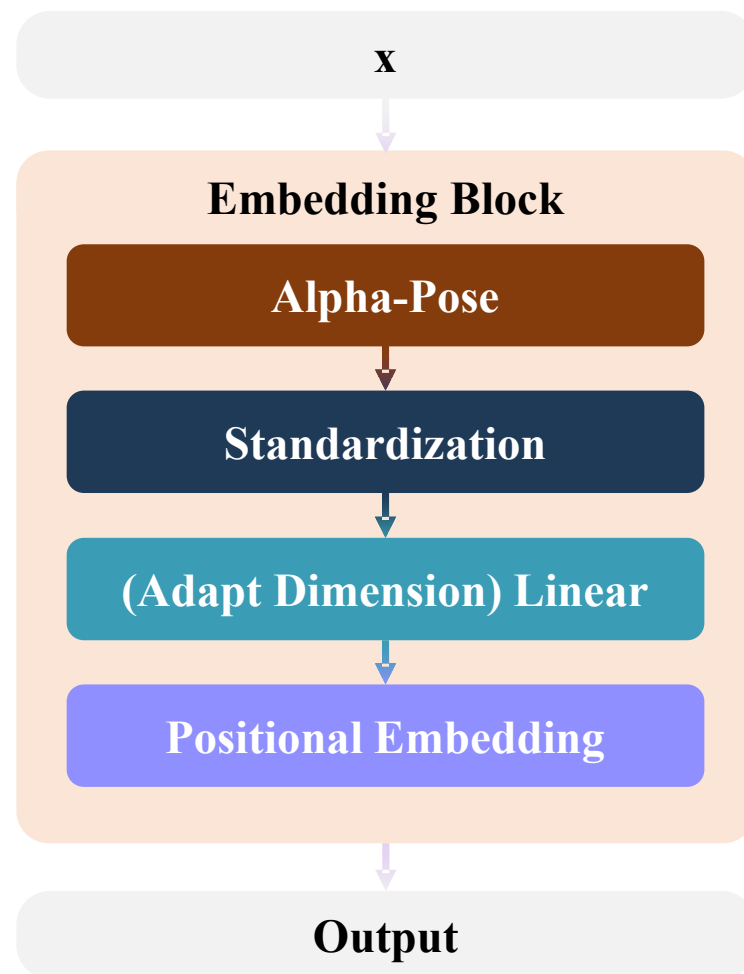 x
Embedding Block
Alpha-Pose
Standardization
(Adapt Dimension) Linear
Positional Embedding
Output